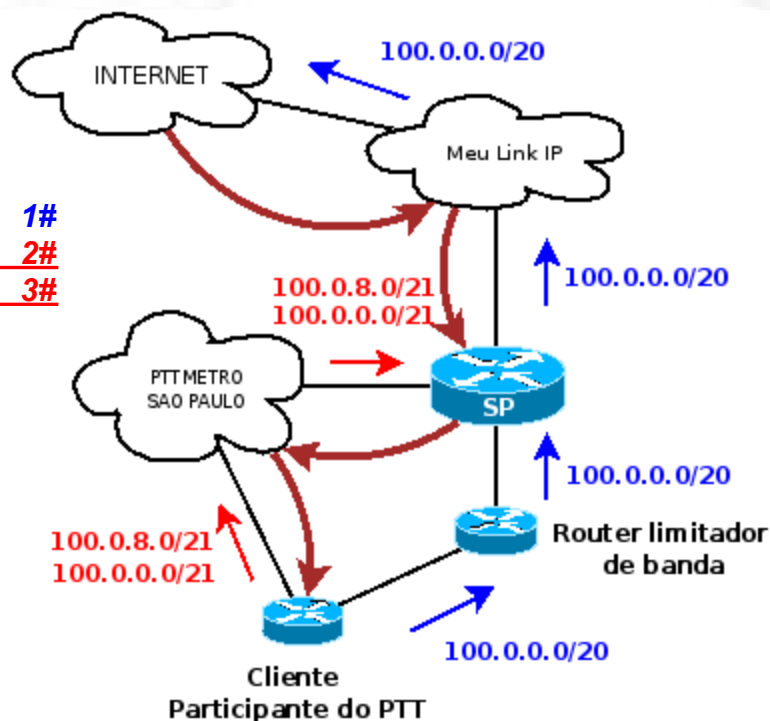 100.0.0.0/20
INTERNET
Meu Link IP
1#
2#
3#
100.0.8.0/21
100.0.0.0/21
100.0.0.0/20
PTTMETRO
SAO PAULO
SP
100.0.0.0/20
100.0.8.0/21
100.0.0.0/21
Router limitador
de banda
100.0.0.0/20
Cliente
Participante do PTT